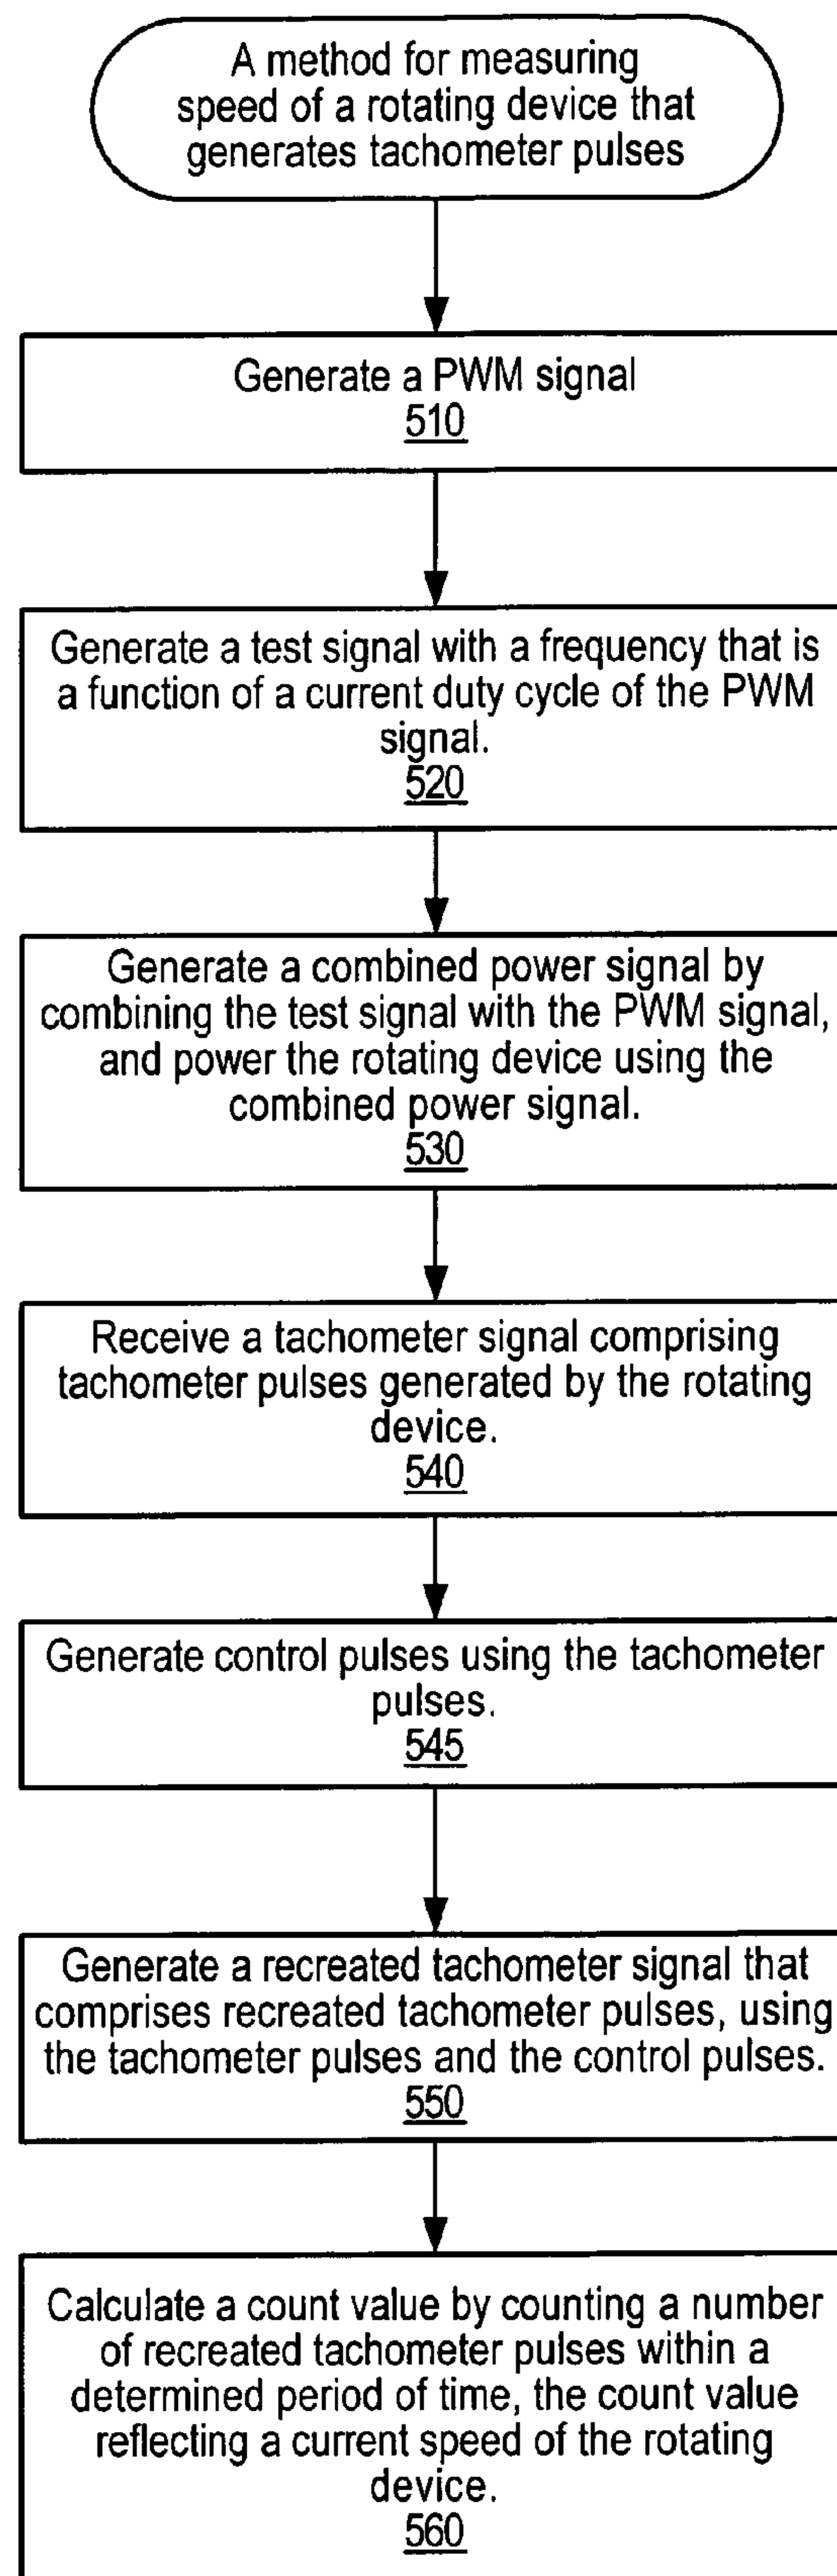 A method for measuring
speed of a rotating device that
generates tachometer pulses
Generate a PWM signal
510
Generate a test signal with a frequency that is
a function of a current duty cycle of the PWM
signal.
520
Generate a combined power signal by
combining the test signal with the PWM signal,
and power the rotating device using the
combined power signal.
530
Receive a tachometer signal comprising
tachometer pulses generated by the rotating
device.
540
Generate control pulses using the tachometer
pulses.
545
Generate a recreated tachometer signal that
comprises recreated tachometer pulses, using
the tachometer pulses and the control pulses.
550
Calculate a count value by counting a number
of recreated tachometer pulses within a
determined period of time, the count value
reflecting a current speed of the rotating
device.
560